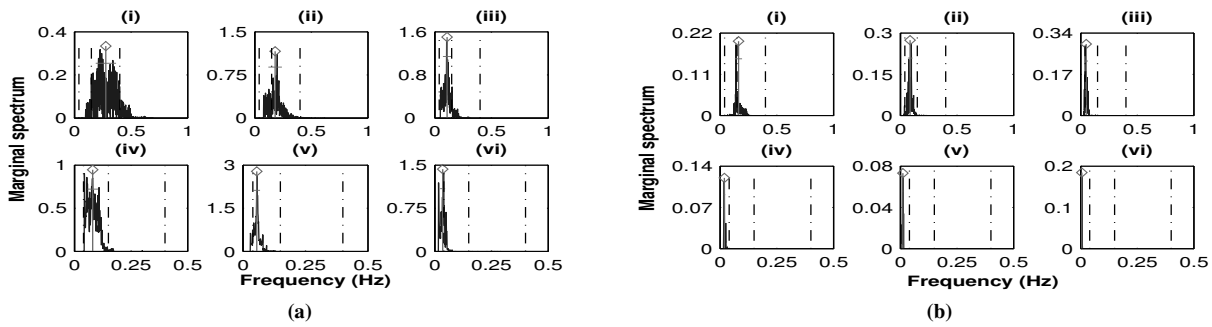 (i) (ii) (iii)
0.4 1.5 1.6
0.2 0.75 0.8
0 0 0
0 0.5 1 0 0.5 1 0 0.5 1
(iv) (v) (vi)
1 3 1.5
0.5 1.5 0.75
0 0 0
0 0.25 0.5 0 0.25 0.5 0 0.25 0.5
Marginal spectrum
Frequency (Hz)
(a)
(i) (ii) (iii)
0.22 0.3 0.34
0.11 0.15 0.17
0 0 0
0 0.5 1 0 0.5 1 0 0.5 1
(iv) (v) (vi)
0.14 0.08 0.2
0.07 0.04 0.1
0 0 0
0 0.25 0.5 0 0.25 0.5 0 0.25 0.5
Marginal spectrum
Frequency (Hz)
(b)